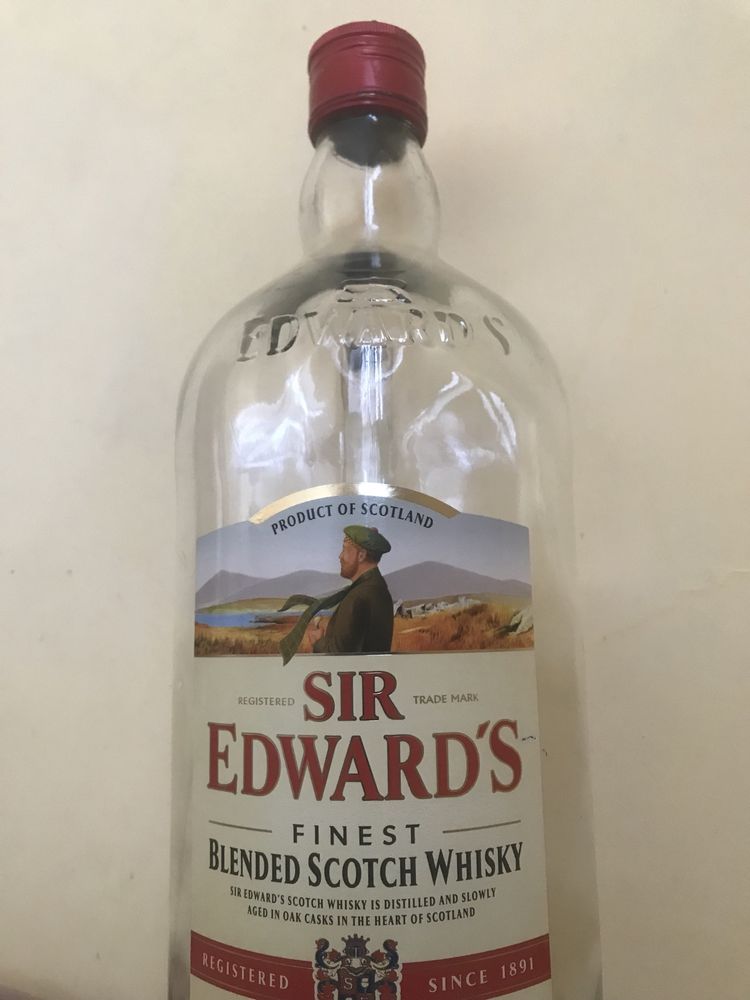 SIR
EDWARD'S
PRODUCT OF SCOTLAND
REGISTERED SIR TRADE MARK
EDWARD'S
FINEST
BLENDED SCOTCH WHISKY
SIR EDWARD'S SCOTCH WHISKY IS DISTILLED AND SLOWLY
AGED IN OAK CASKS IN THE HEART OF SCOTLAND
REGISTERED SINCE 1891